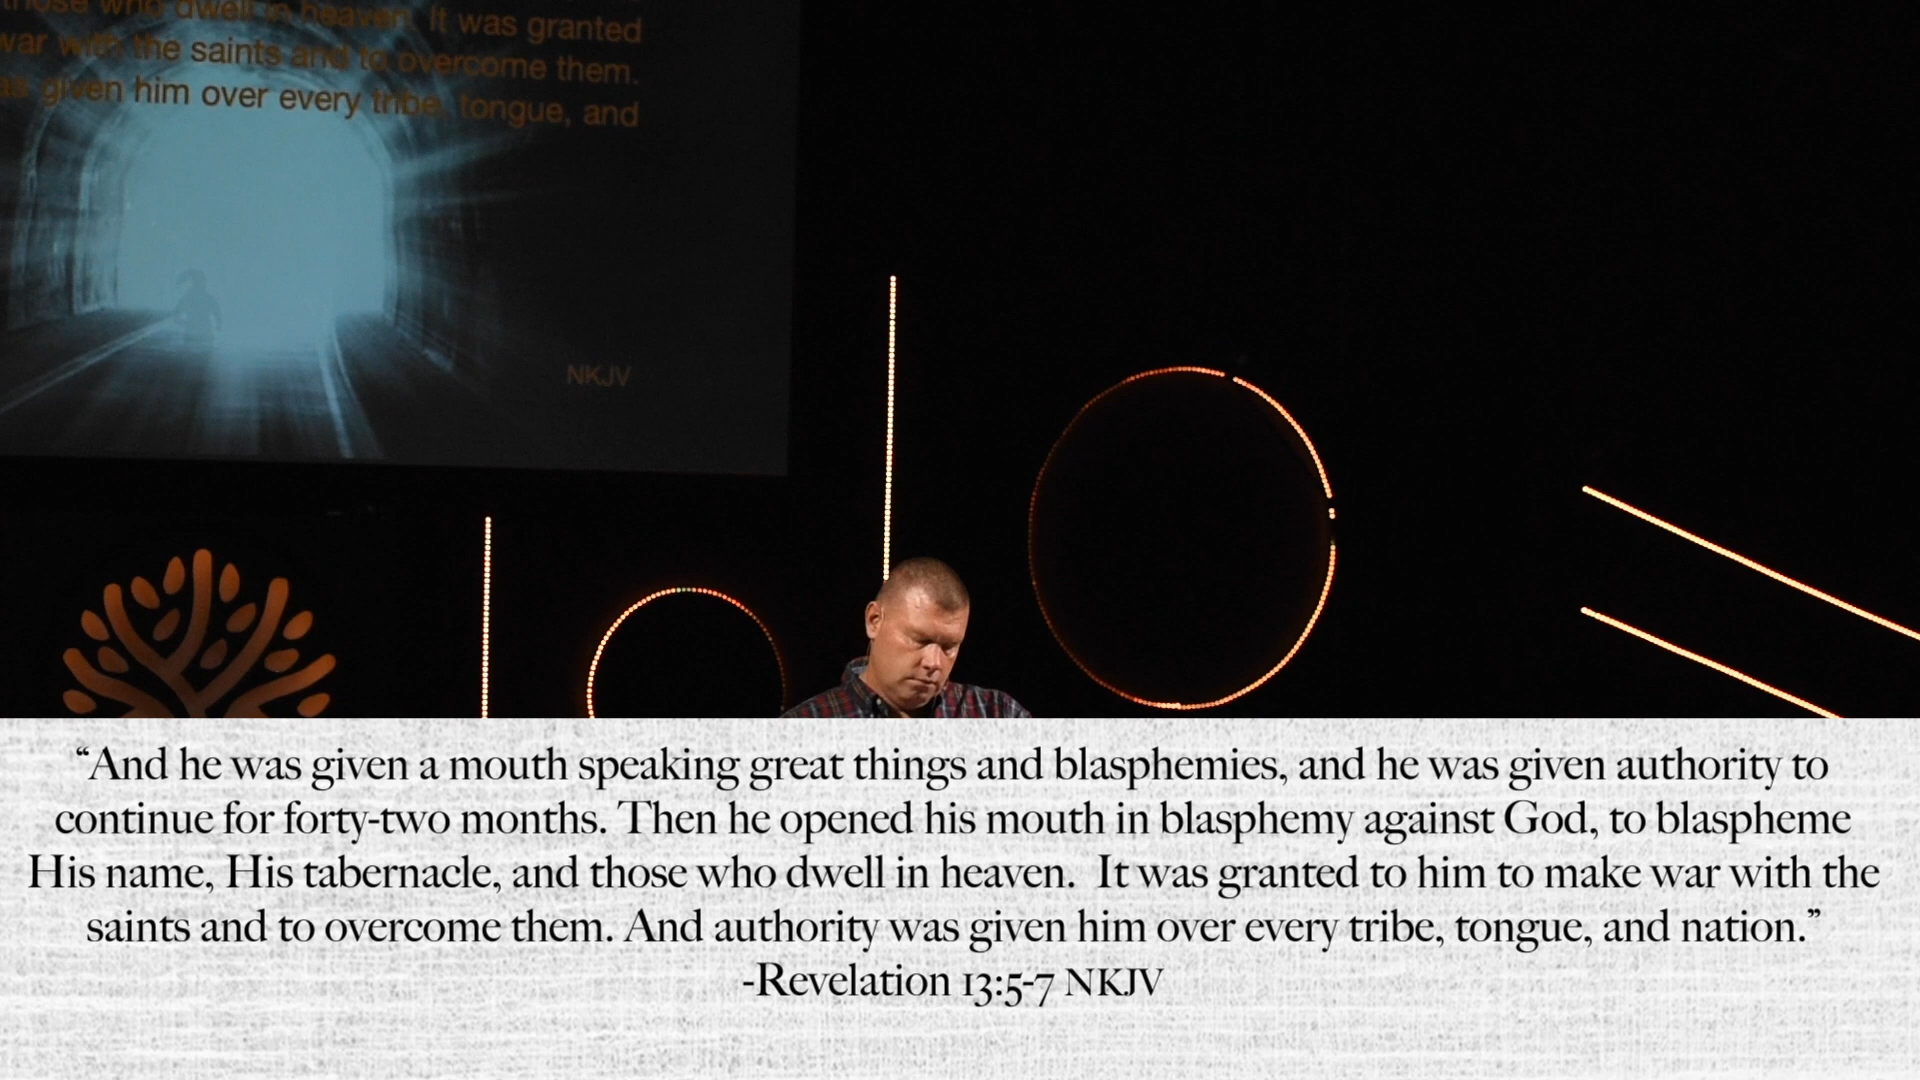 those who dwell in heaven. It was granted
war with the saints and to overcome them.
as given him over every tribe, tongue, and
NKJV
“And he was given a mouth speaking great things and blasphemies, and he was given authority to
continue for forty-two months. Then he opened his mouth in blasphemy against God, to blaspheme
His name, His tabernacle, and those who dwell in heaven.  It was granted to him to make war with the
saints and to overcome them. And authority was given him over every tribe, tongue, and nation.”
-Revelation 13:5-7 NKJV